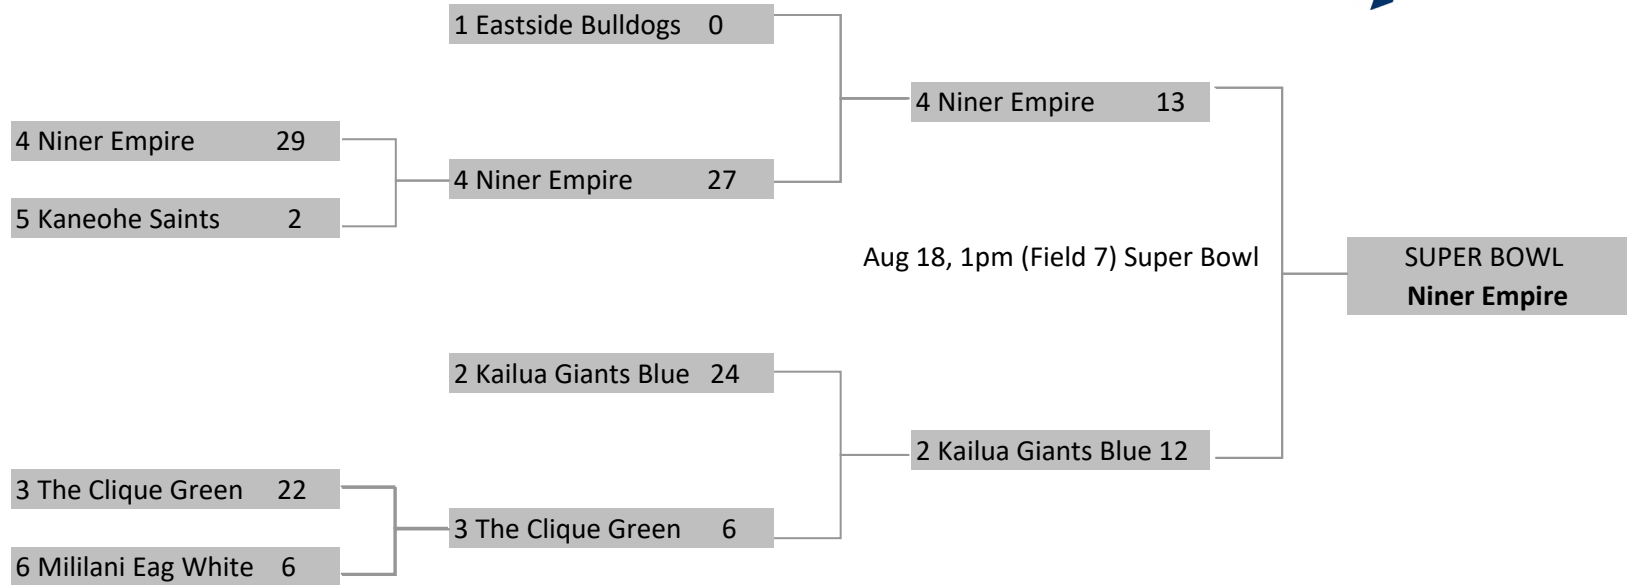 1 Eastside Bulldogs 0
4 Niner Empire 13
4 Niner Empire 29
4 Niner Empire 27
5 Kaneohe Saints 2
Aug 18, 1pm (Field 7) Super Bowl
SUPER BOWL
Niner Empire
2 Kailua Giants Blue 24
2 Kailua Giants Blue 12
3 The Clique Green 22
3 The Clique Green 6
6 Mililani Eag White 6